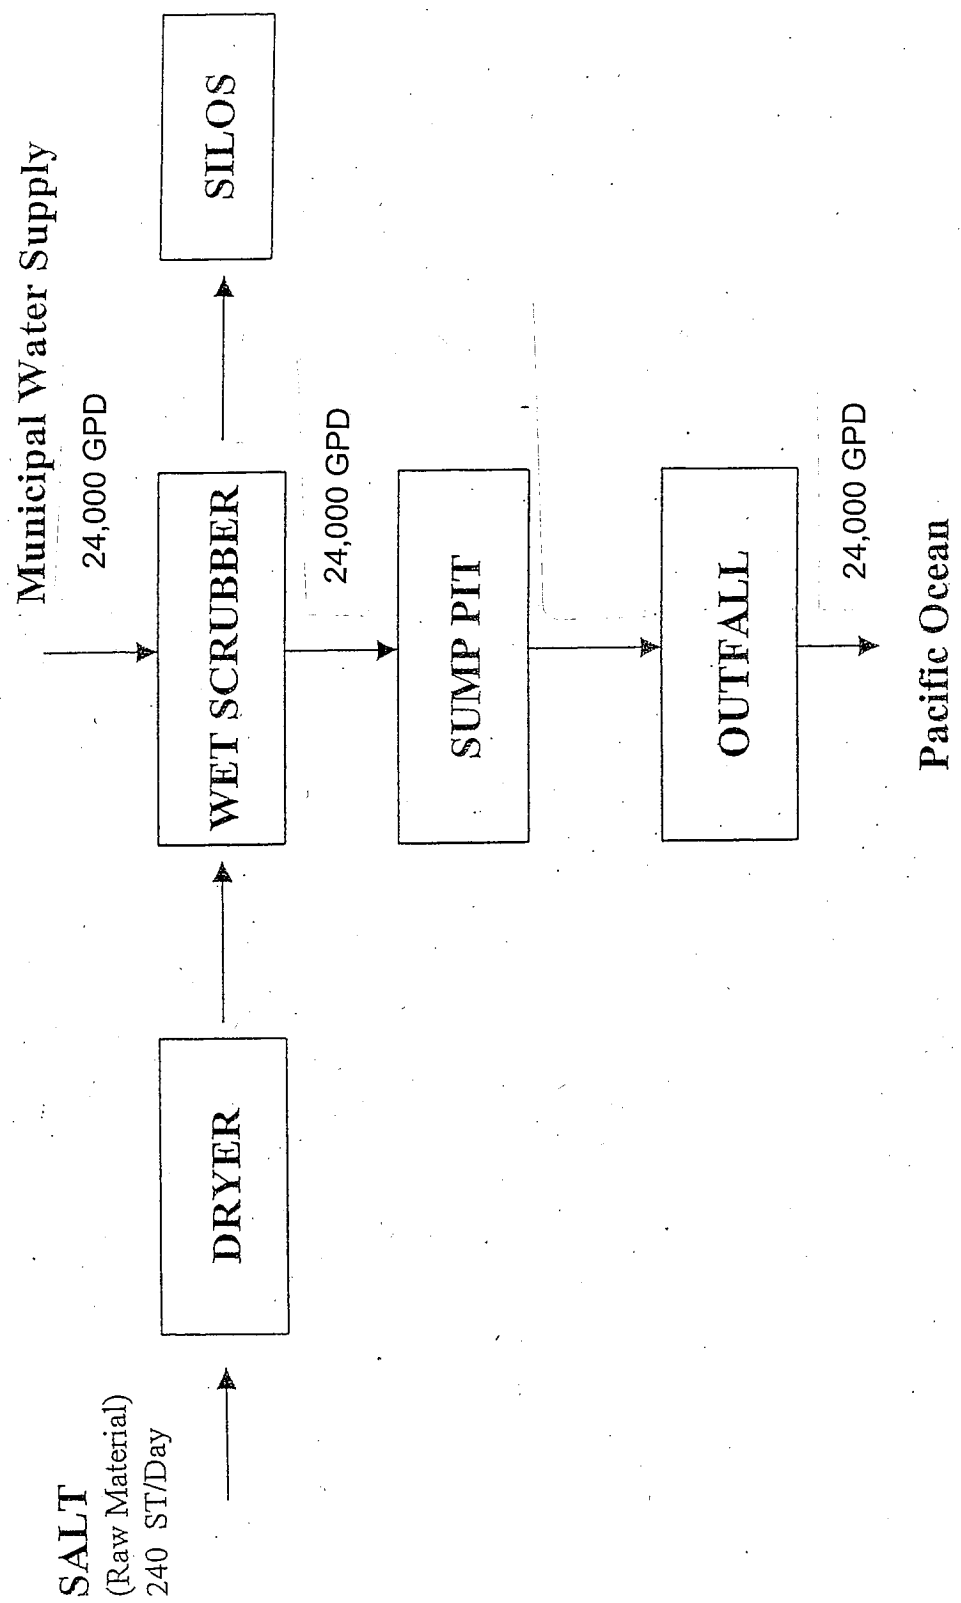 SALT
(Raw Material)
240 ST/Day
DRYER
Municipal Water Supply
24,000 GPD
WET SCRUBBER
SILOS
24,000 GPD
SUMP PIT
OUTFALL
24,000 GPD
Pacific Ocean